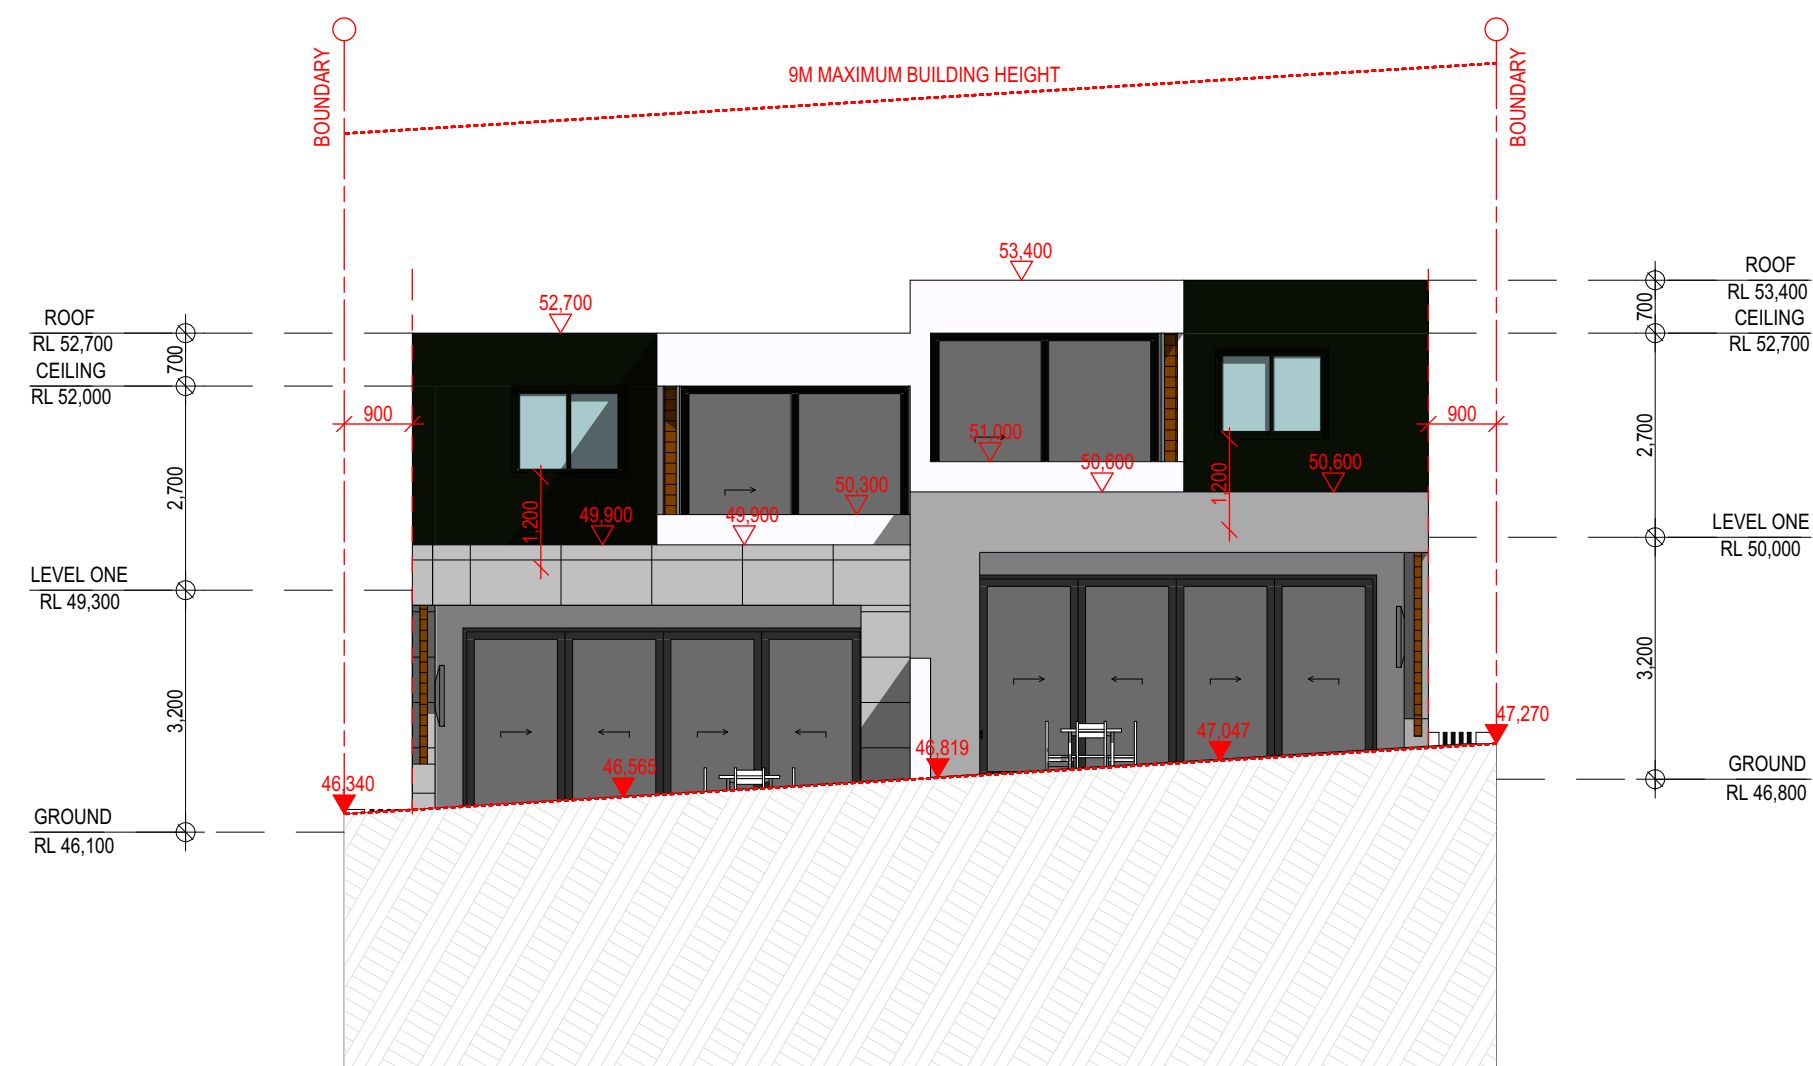 BOUNDARY
9M MAXIMUM BUILDING HEIGHT
BOUNDARY
53,400
ROOF
RL 53,400
700
CEILING
RL 52,700
52,700
ROOF
RL 52,700
700
CEILING
RL 52,000
900
900
51,000
2,700
50,600
50,600
1,200
2,700
50,300
49,900
49,900
1,200
LEVEL ONE
RL 50,000
LEVEL ONE
RL 49,300
3,200
3,200
47,270
47,047
46,819
46,565
46,340
GROUND
RL 46,800
GROUND
RL 46,100